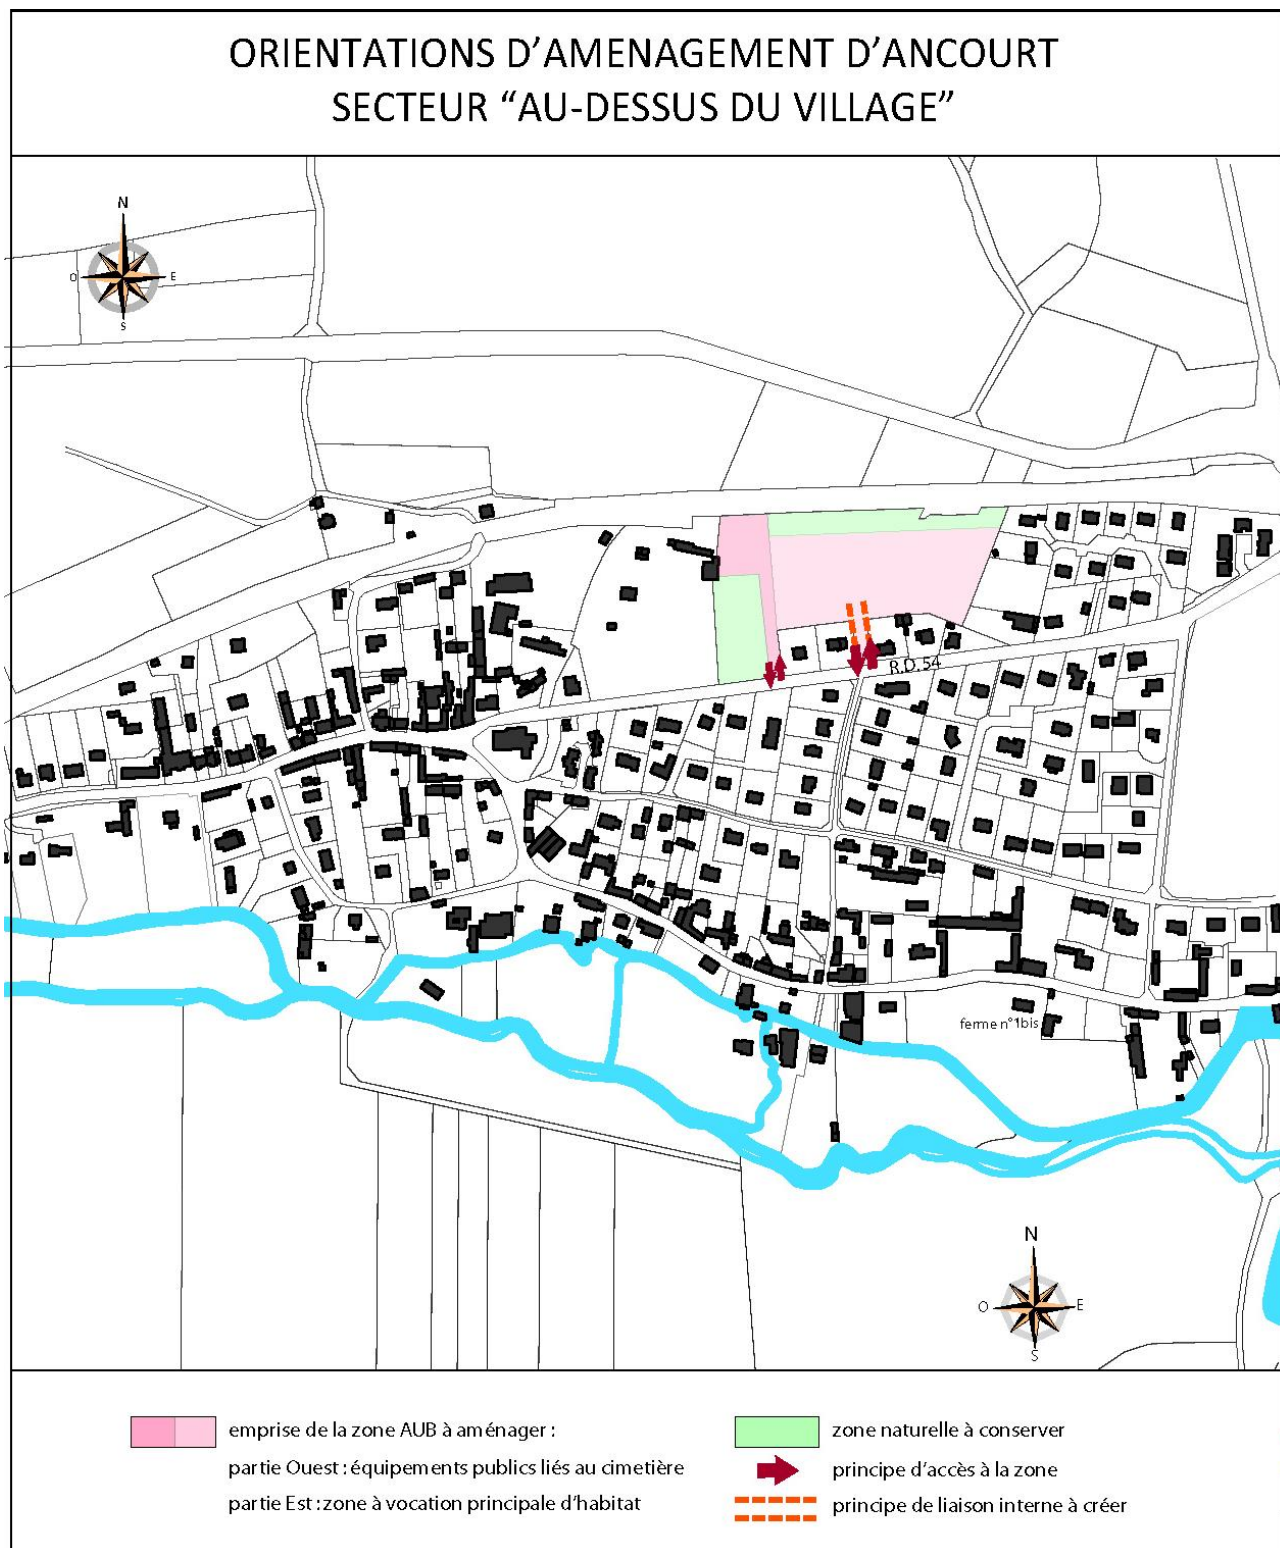 ORIENTATIONS D'AMENAGEMENT D'ANCOURT
SECTEUR “AU-DESSUS DU VILLAGE”
N
O
E
S
R.D. 54
ferme n°1bis
N
O
E
S
emprise de la zone AUB à aménager :
partie Ouest : équipements publics liés au cimetière
partie Est : zone à vocation principale d'habitat
zone naturelle à conserver
principe d'accès à la zone
principe de liaison interne à créer